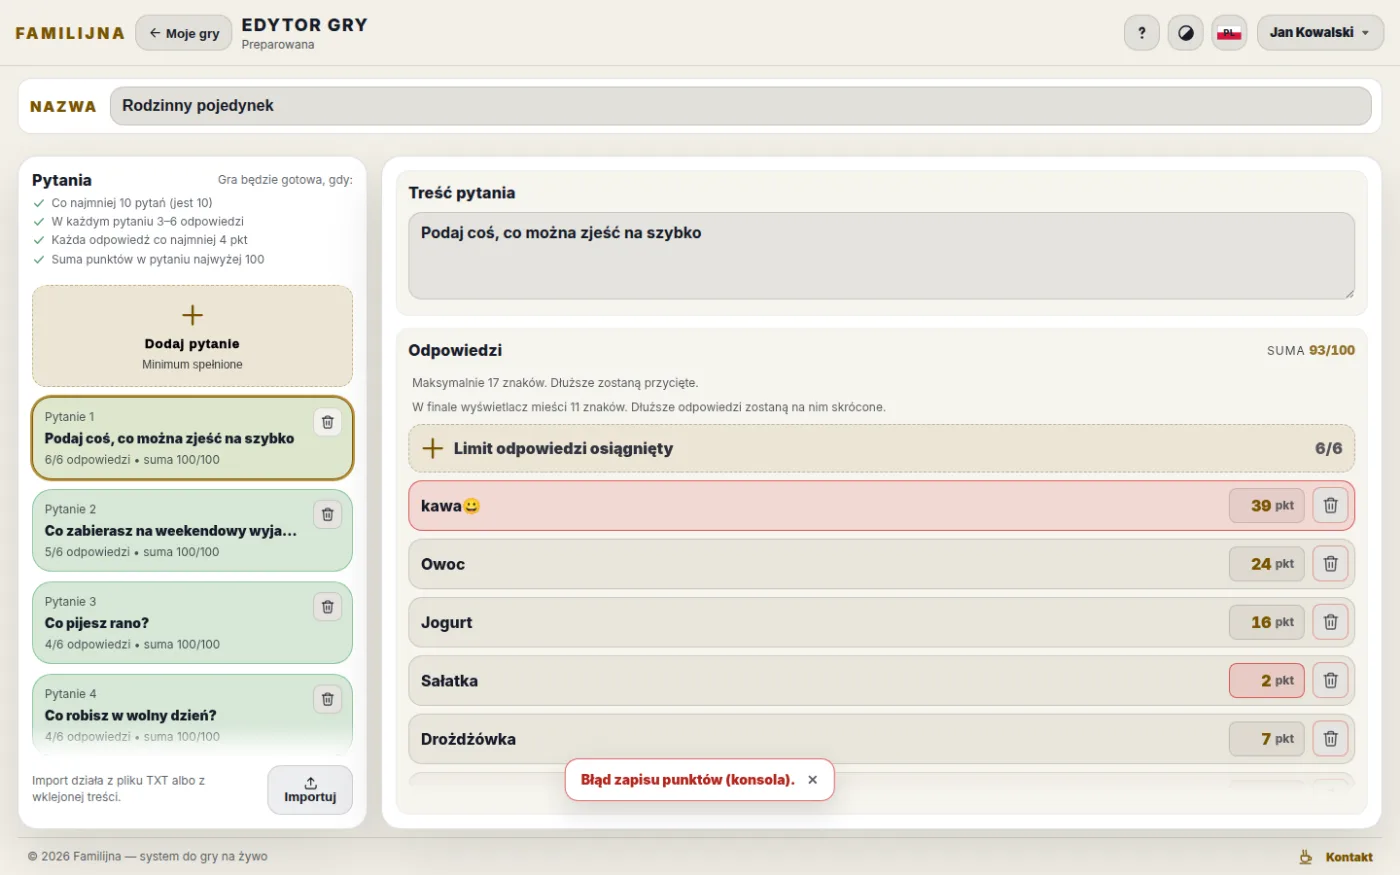 FAMILIJNA
← Moje gry
EDYTOR GRY
Preparowana
?
PL
Jan Kowalski
NAZWA
Rodzinny pojedynek
Pytania
Gra będzie gotowa, gdy:
Co najmniej 10 pytań (jest 10)
W każdym pytaniu 3–6 odpowiedzi
Każda odpowiedź co najmniej 4 pkt
Suma punktów w pytaniu najwyżej 100
Dodaj pytanie
Minimum spełnione
Pytanie 1
Podaj coś, co można zjeść na szybko
6/6 odpowiedzi • suma 100/100
Pytanie 2
Co zabierasz na weekendowy wyja...
5/6 odpowiedzi • suma 100/100
Pytanie 3
Co pijesz rano?
4/6 odpowiedzi • suma 100/100
Pytanie 4
Co robisz w wolny dzień?
4/6 odpowiedzi • suma 100/100
Import działa z pliku TXT albo z
wklejonej treści.
Importuj
Treść pytania
Podaj coś, co można zjeść na szybko
Odpowiedzi
SUMA 93/100
Maksymalnie 17 znaków. Dłuższe zostaną przycięte.
W finale wyświetlacz mieści 11 znaków. Dłuższe odpowiedzi zostaną na nim skrócone.
Limit odpowiedzi osiągnięty
6/6
kawa😀
39 pkt
Owoc
24 pkt
Jogurt
16 pkt
Sałatka
2 pkt
Drożdżówka
7 pkt
Błąd zapisu punktów (konsola). ×
© 2026 Familijna — system do gry na żywo
Kontakt